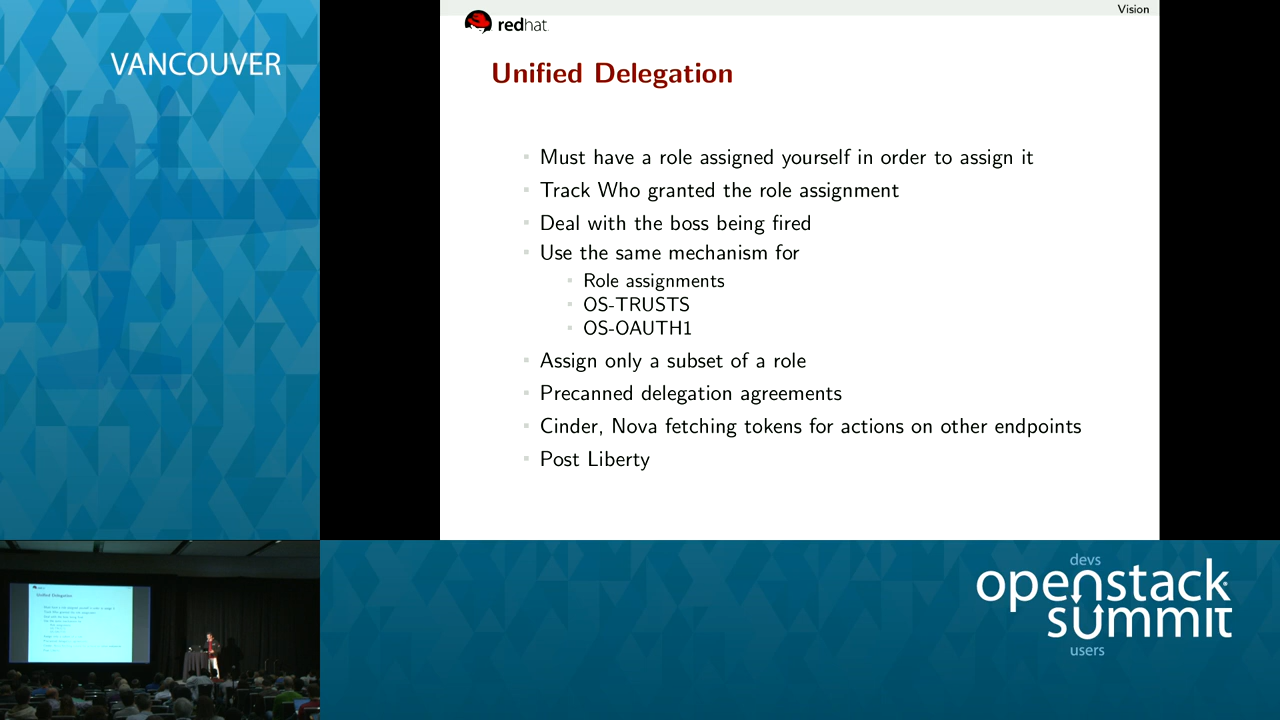 VANCOUVER
Vision
redhat.
Unified Delegation
Must have a role assigned yourself in order to assign it
Track Who granted the role assignment
Deal with the boss being fired
Use the same mechanism for
Role assignments
OS-TRUSTS
OS-OAUTH1
Assign only a subset of a role
Precanned delegation agreements
Cinder, Nova fetching tokens for actions on other endpoints
Post Liberty
Unified Delegation
devs
openstack
summit
users